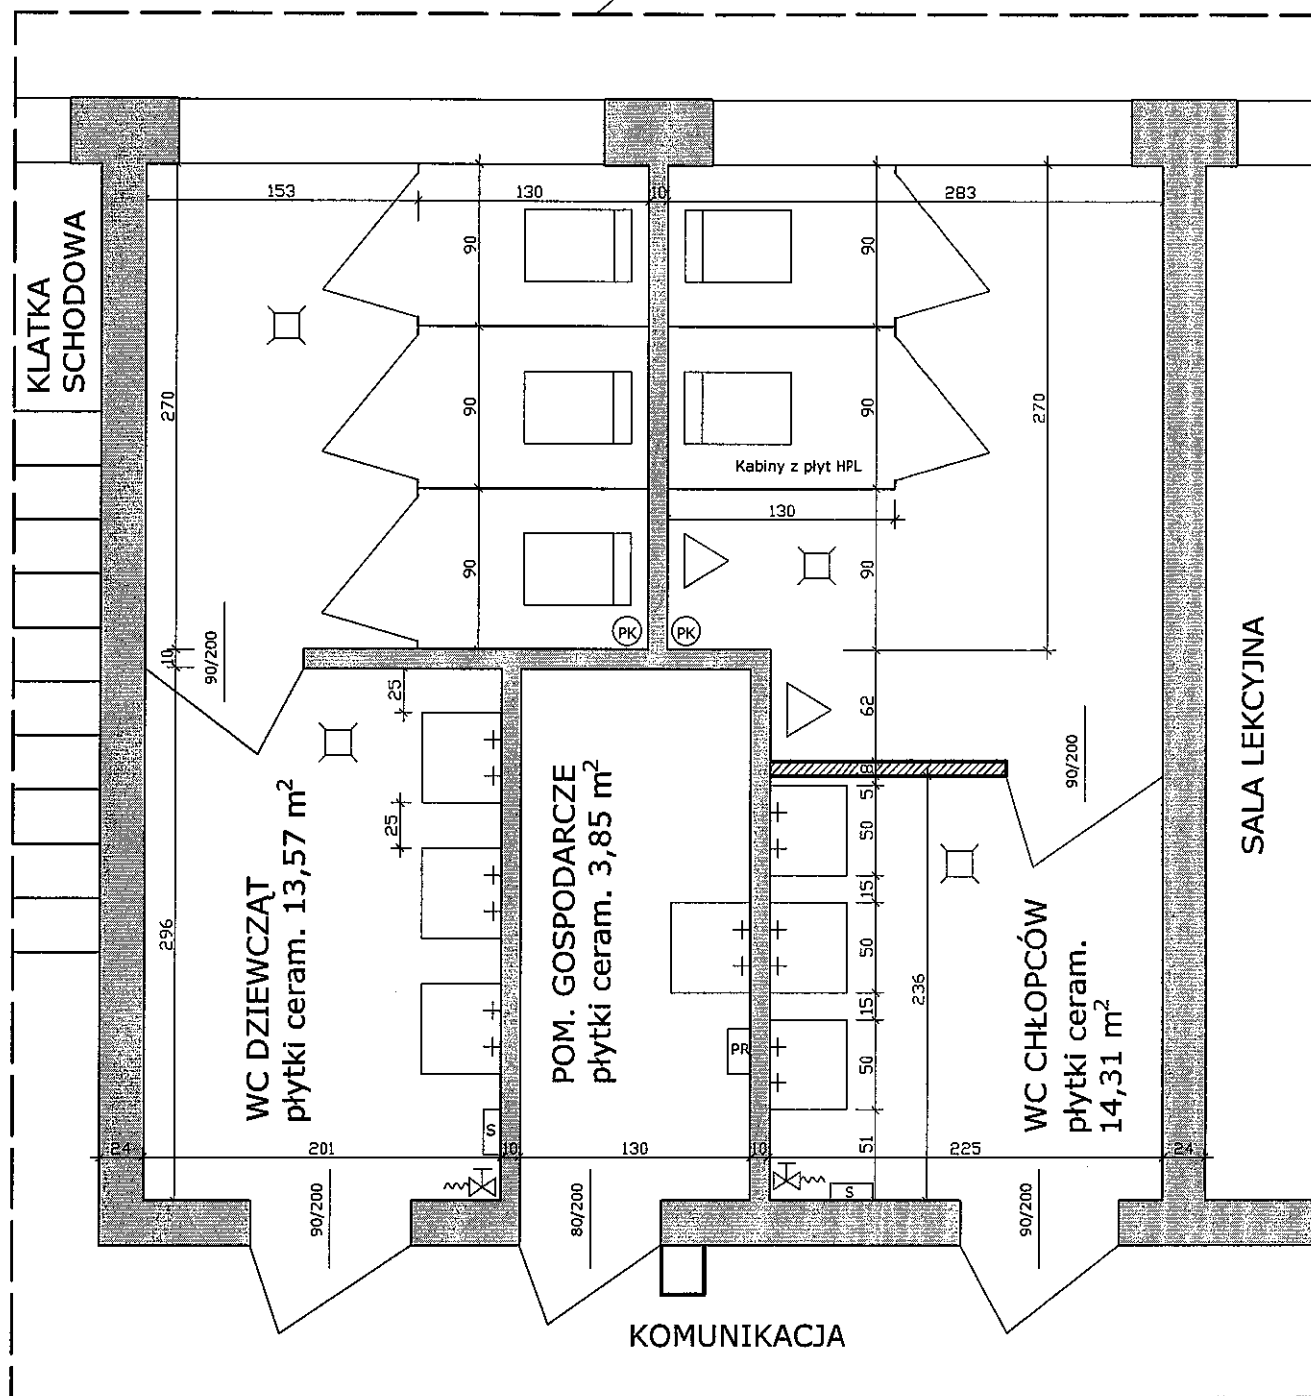 153
130
10
283
90
90
270
90
90
270
Kabiny z płyt HPL
130
90
90
PK
PK
10
90/200
25
62
8
90/200
25
5
50
15
50
15
50
51
296
236
KLATKA
SCHODOWA
SALA LEKCYJNA
WC DZIEWCZĄT
płytki ceram. 13,57 m²
POM. GOSPODARCZE
płytki ceram. 3,85 m²
WC CHŁOPCÓW
płytki ceram.
14,31 m²
PR
S
24
201
10
130
10
225
24
S
90/200
80/200
90/200
KOMUNIKACJA